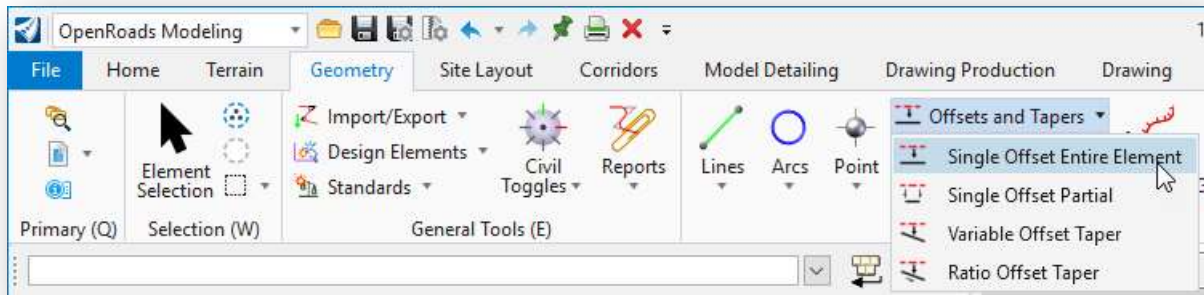 OpenRoads Modeling
File Home Terrain Geometry Site Layout Corridors Model Detailing Drawing Production Drawing
Import/Export
Design Elements
Standards
Element
Selection
Civil
Toggles
Reports
Lines
Arcs
Point
Offsets and Tapers
Single Offset Entire Element
Single Offset Partial
Variable Offset Taper
Ratio Offset Taper
Primary (Q) Selection (W) General Tools (E)